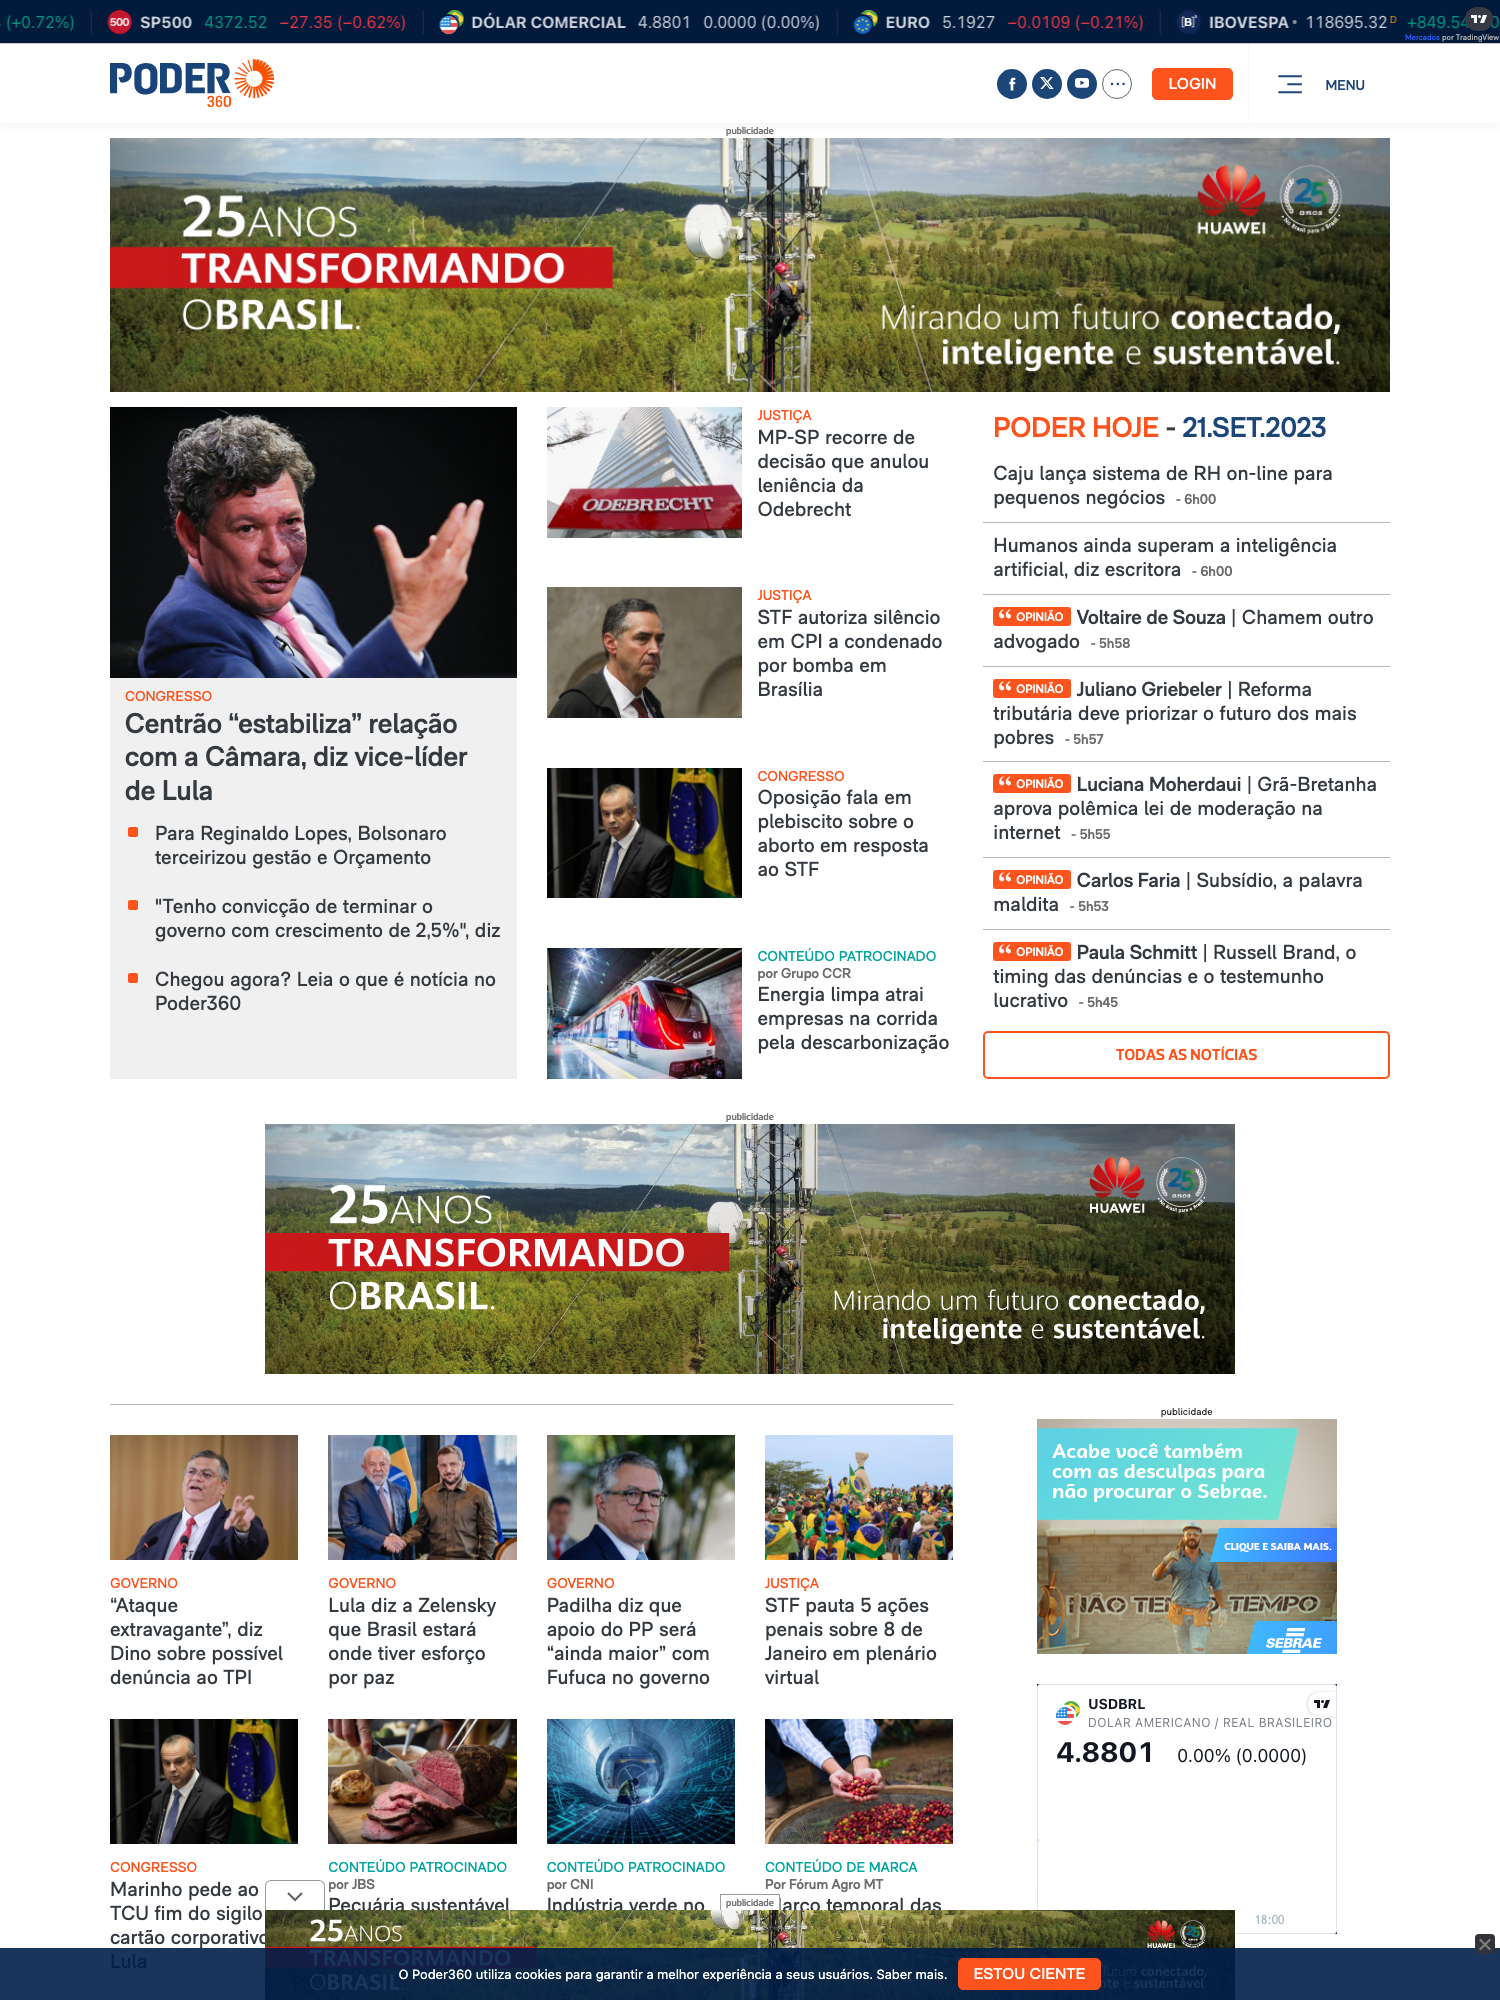 (+0.72%)
SP500 4372.52 −27.35 (−0.62%)
DÓLAR COMERCIAL 4.8801 0.0000 (0.00%)
EURO 5.1927 −0.0109 (−0.21%)
IBOVESPA 118695.32 D
Mercados por TradingView
PODER
360
LOGIN
MENU
publicidade
25ANOS
TRANSFORMANDO
OBRASIL.
HUAWEI
25
anos
Mirando um futuro conectado,
inteligente e sustentável.
ODEBRECHT
CONGRESSO
Centrão “estabiliza” relação
com a Câmara, diz vice-líder
de Lula
Para Reginaldo Lopes, Bolsonaro
terceirizou gestão e Orçamento
"Tenho convicção de terminar o
governo com crescimento de 2,5%", diz
Chegou agora? Leia o que é notícia no
Poder360
JUSTIÇA
MP-SP recorre de
decisão que anulou
leniência da
Odebrecht
JUSTIÇA
STF autoriza silêncio
em CPI a condenado
por bomba em
Brasília
CONGRESSO
Oposição fala em
plebiscito sobre o
aborto em resposta
ao STF
CONTEÚDO PATROCINADO
por Grupo CCR
Energia limpa atrai
empresas na corrida
pela descarbonização
PODER HOJE - 21.SET.2023
Caju lança sistema de RH on-line para
pequenos negócios - 6h00
Humanos ainda superam a inteligência
artificial, diz escritora - 6h00
OPINIÃO Voltaire de Souza | Chamem outro
advogado - 5h58
OPINIÃO Juliano Griebeler | Reforma
tributária deve priorizar o futuro dos mais
pobres - 5h57
OPINIÃO Luciana Moherdaui | Grã-Bretanha
aprova polêmica lei de moderação na
internet - 5h55
OPINIÃO Carlos Faria | Subsídio, a palavra
maldita - 5h53
OPINIÃO Paula Schmitt | Russell Brand, o
timing das denúncias e o testemunho
lucrativo - 5h45
TODAS AS NOTÍCIAS
publicidade
25ANOS
TRANSFORMANDO
OBRASIL.
HUAWEI
25
anos
Mirando um futuro conectado,
inteligente e sustentável.
GOVERNO
“Ataque
extravagante”, diz
Dino sobre possível
denúncia ao TPI
GOVERNO
Lula diz a Zelensky
que Brasil estará
onde tiver esforço
por paz
GOVERNO
Padilha diz que
apoio do PP será
“ainda maior” com
Fufuca no governo
JUSTIÇA
STF pauta 5 ações
penais sobre 8 de
Janeiro em plenário
virtual
publicidade
Acabe você também
com as desculpas para
não procurar o Sebrae.
CLIQUE E SAIBA MAIS.
NÃO TENHO TEMPO
SEBRAE
USDBRL
DOLAR AMERICANO / REAL BRASILEIRO
4.8801 0.00% (0.0000)
18:00
CONGRESSO
Marinho pede ao
TCU fim do sigilo
cartão corporativo
Lula
CONTEÚDO PATROCINADO
por JBS
Pecuária sustentável
CONTEÚDO PATROCINADO
por CNI
Indústria verde no
CONTEÚDO DE MARCA
Por Fórum Agro MT
Marco temporal das
publicidade
25ANOS
TRANSFORMANDO
OBRASIL.
HUAWEI
futuro conectado,
inteligente e sustentável
O Poder360 utiliza cookies para garantir a melhor experiência a seus usuários. Saber mais.
ESTOU CIENTE